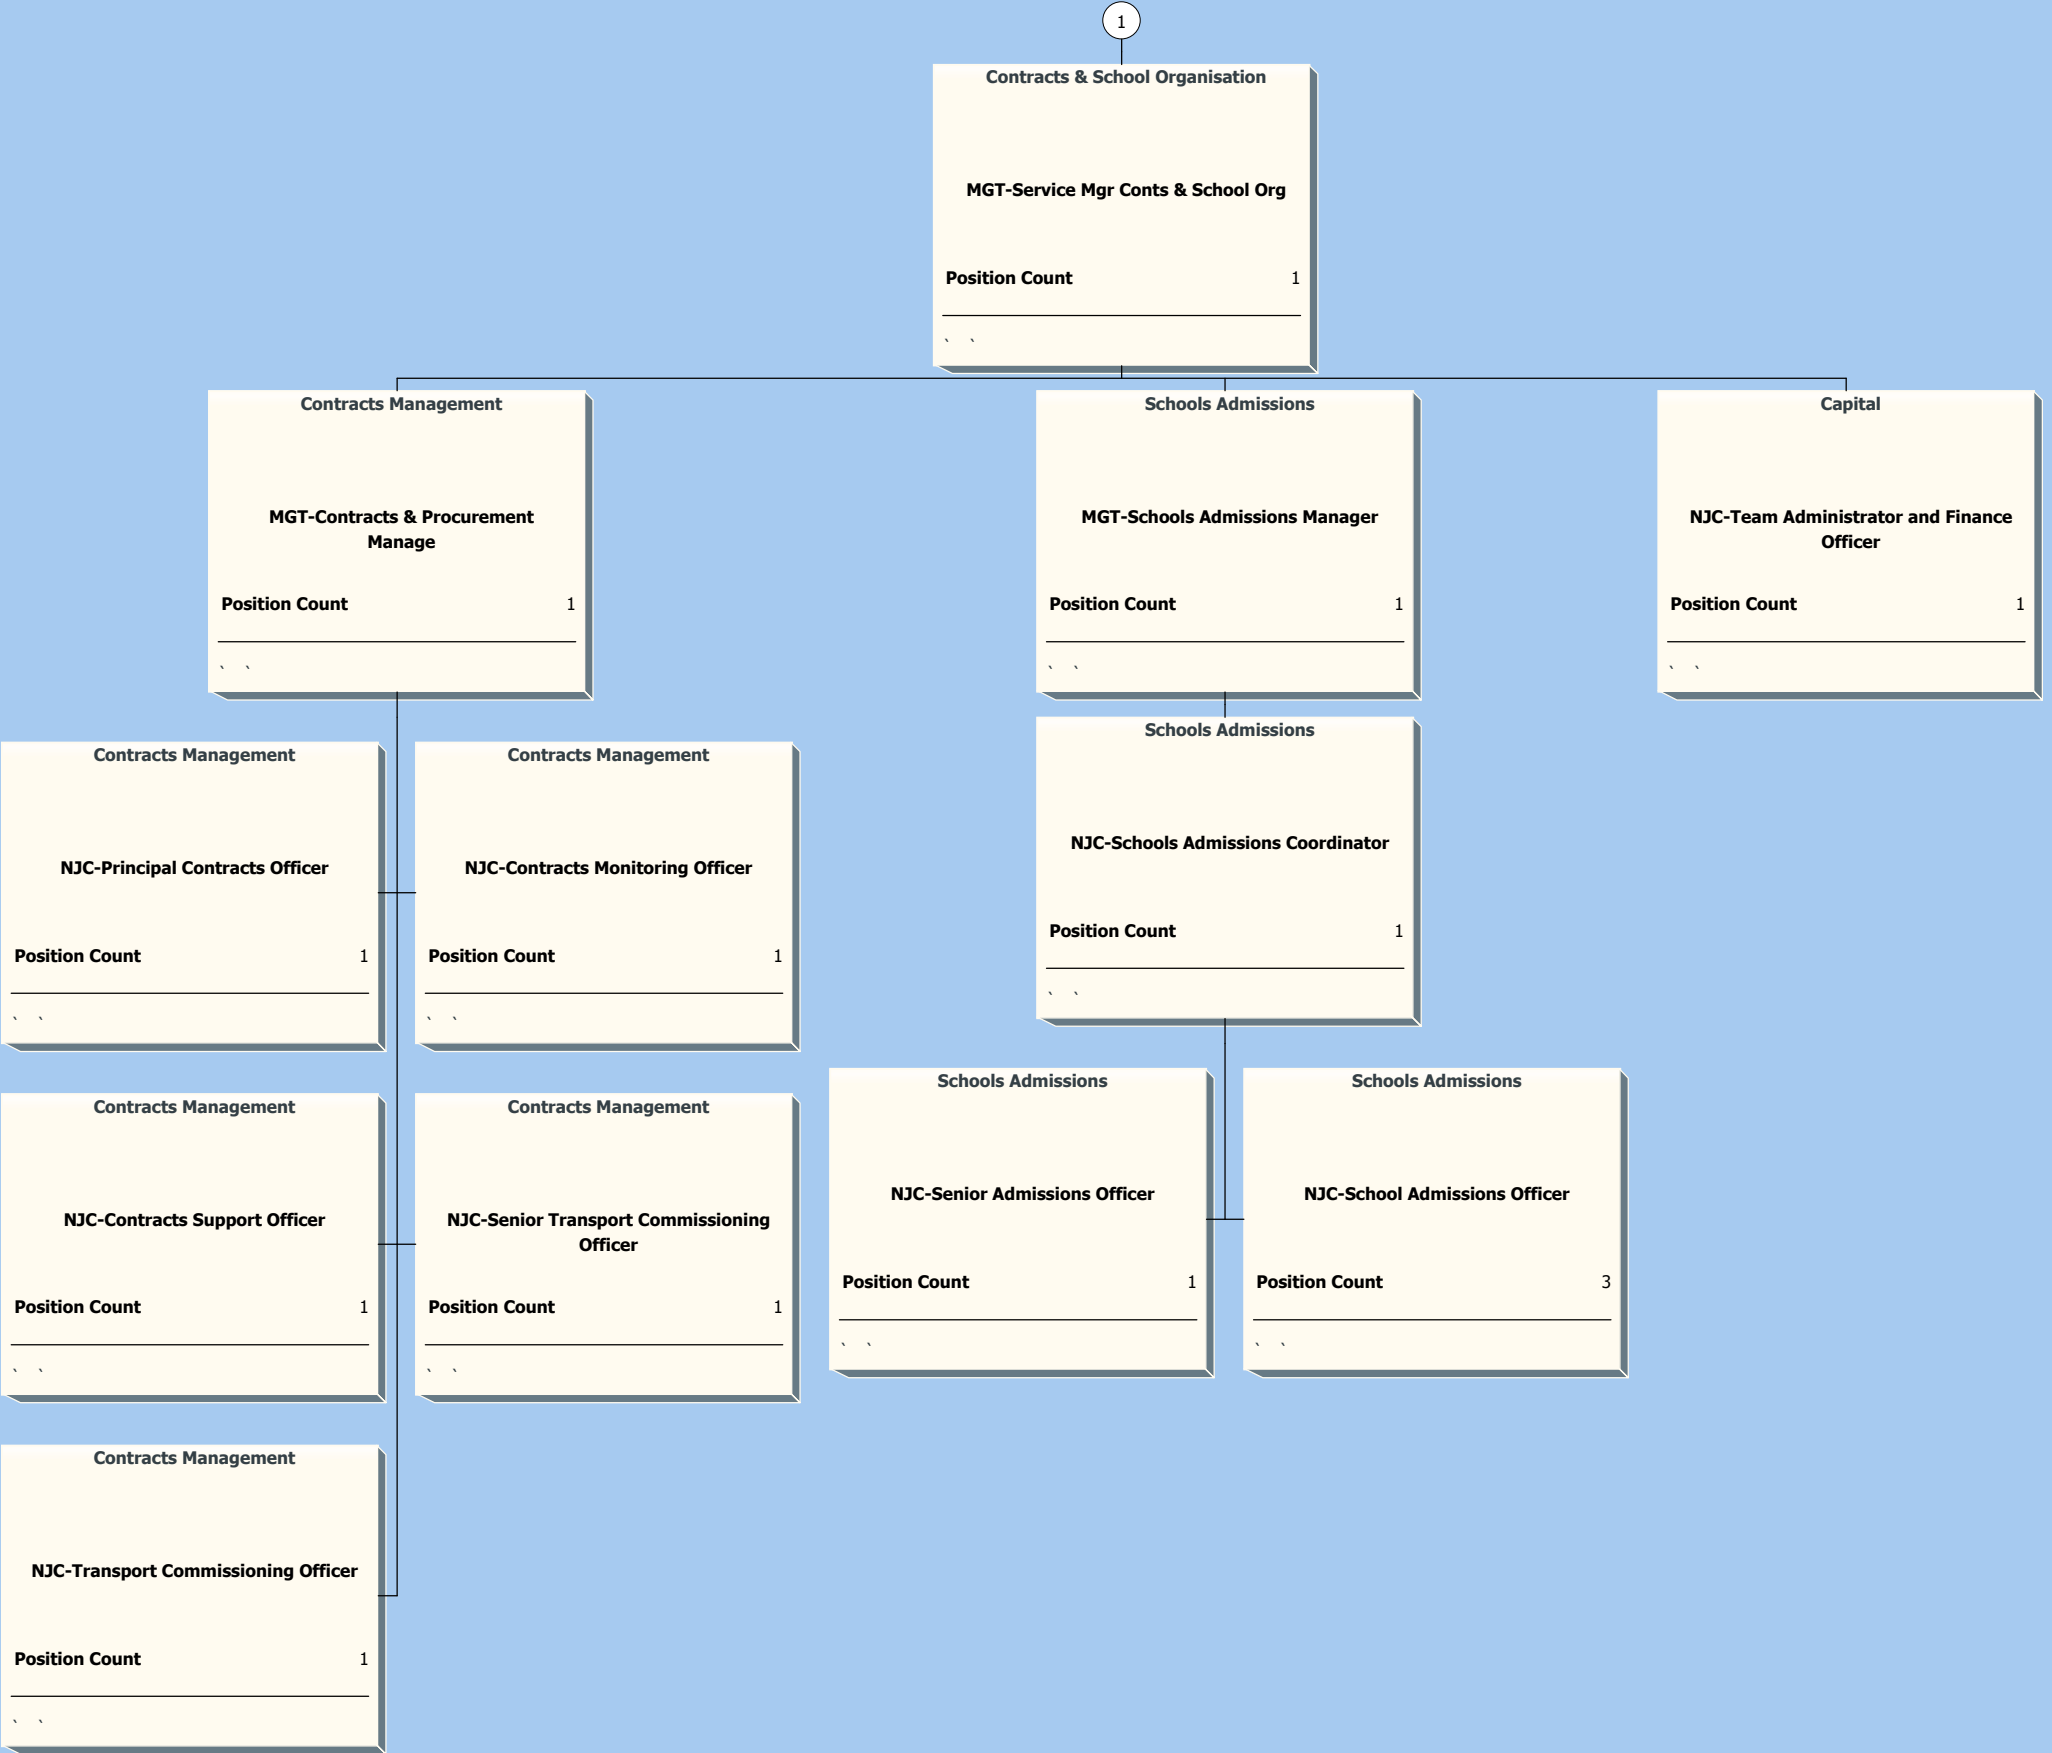 1
Contracts & School Organisation
MGT-Service Mgr Conts & School Org
Position Count 1
` `
Contracts Management
MGT-Contracts & Procurement
Manage
Position Count 1
` `
Schools Admissions
MGT-Schools Admissions Manager
Position Count 1
` `
Capital
NJC-Team Administrator and Finance
Officer
Position Count 1
` `
Contracts Management
NJC-Principal Contracts Officer
Position Count 1
` `
Contracts Management
NJC-Contracts Monitoring Officer
Position Count 1
` `
Schools Admissions
NJC-Schools Admissions Coordinator
Position Count 1
` `
Contracts Management
NJC-Contracts Support Officer
Position Count 1
` `
Contracts Management
NJC-Senior Transport Commissioning
Officer
Position Count 1
` `
Schools Admissions
NJC-Senior Admissions Officer
Position Count 1
` `
Schools Admissions
NJC-School Admissions Officer
Position Count 3
` `
Contracts Management
NJC-Transport Commissioning Officer
Position Count 1
` `